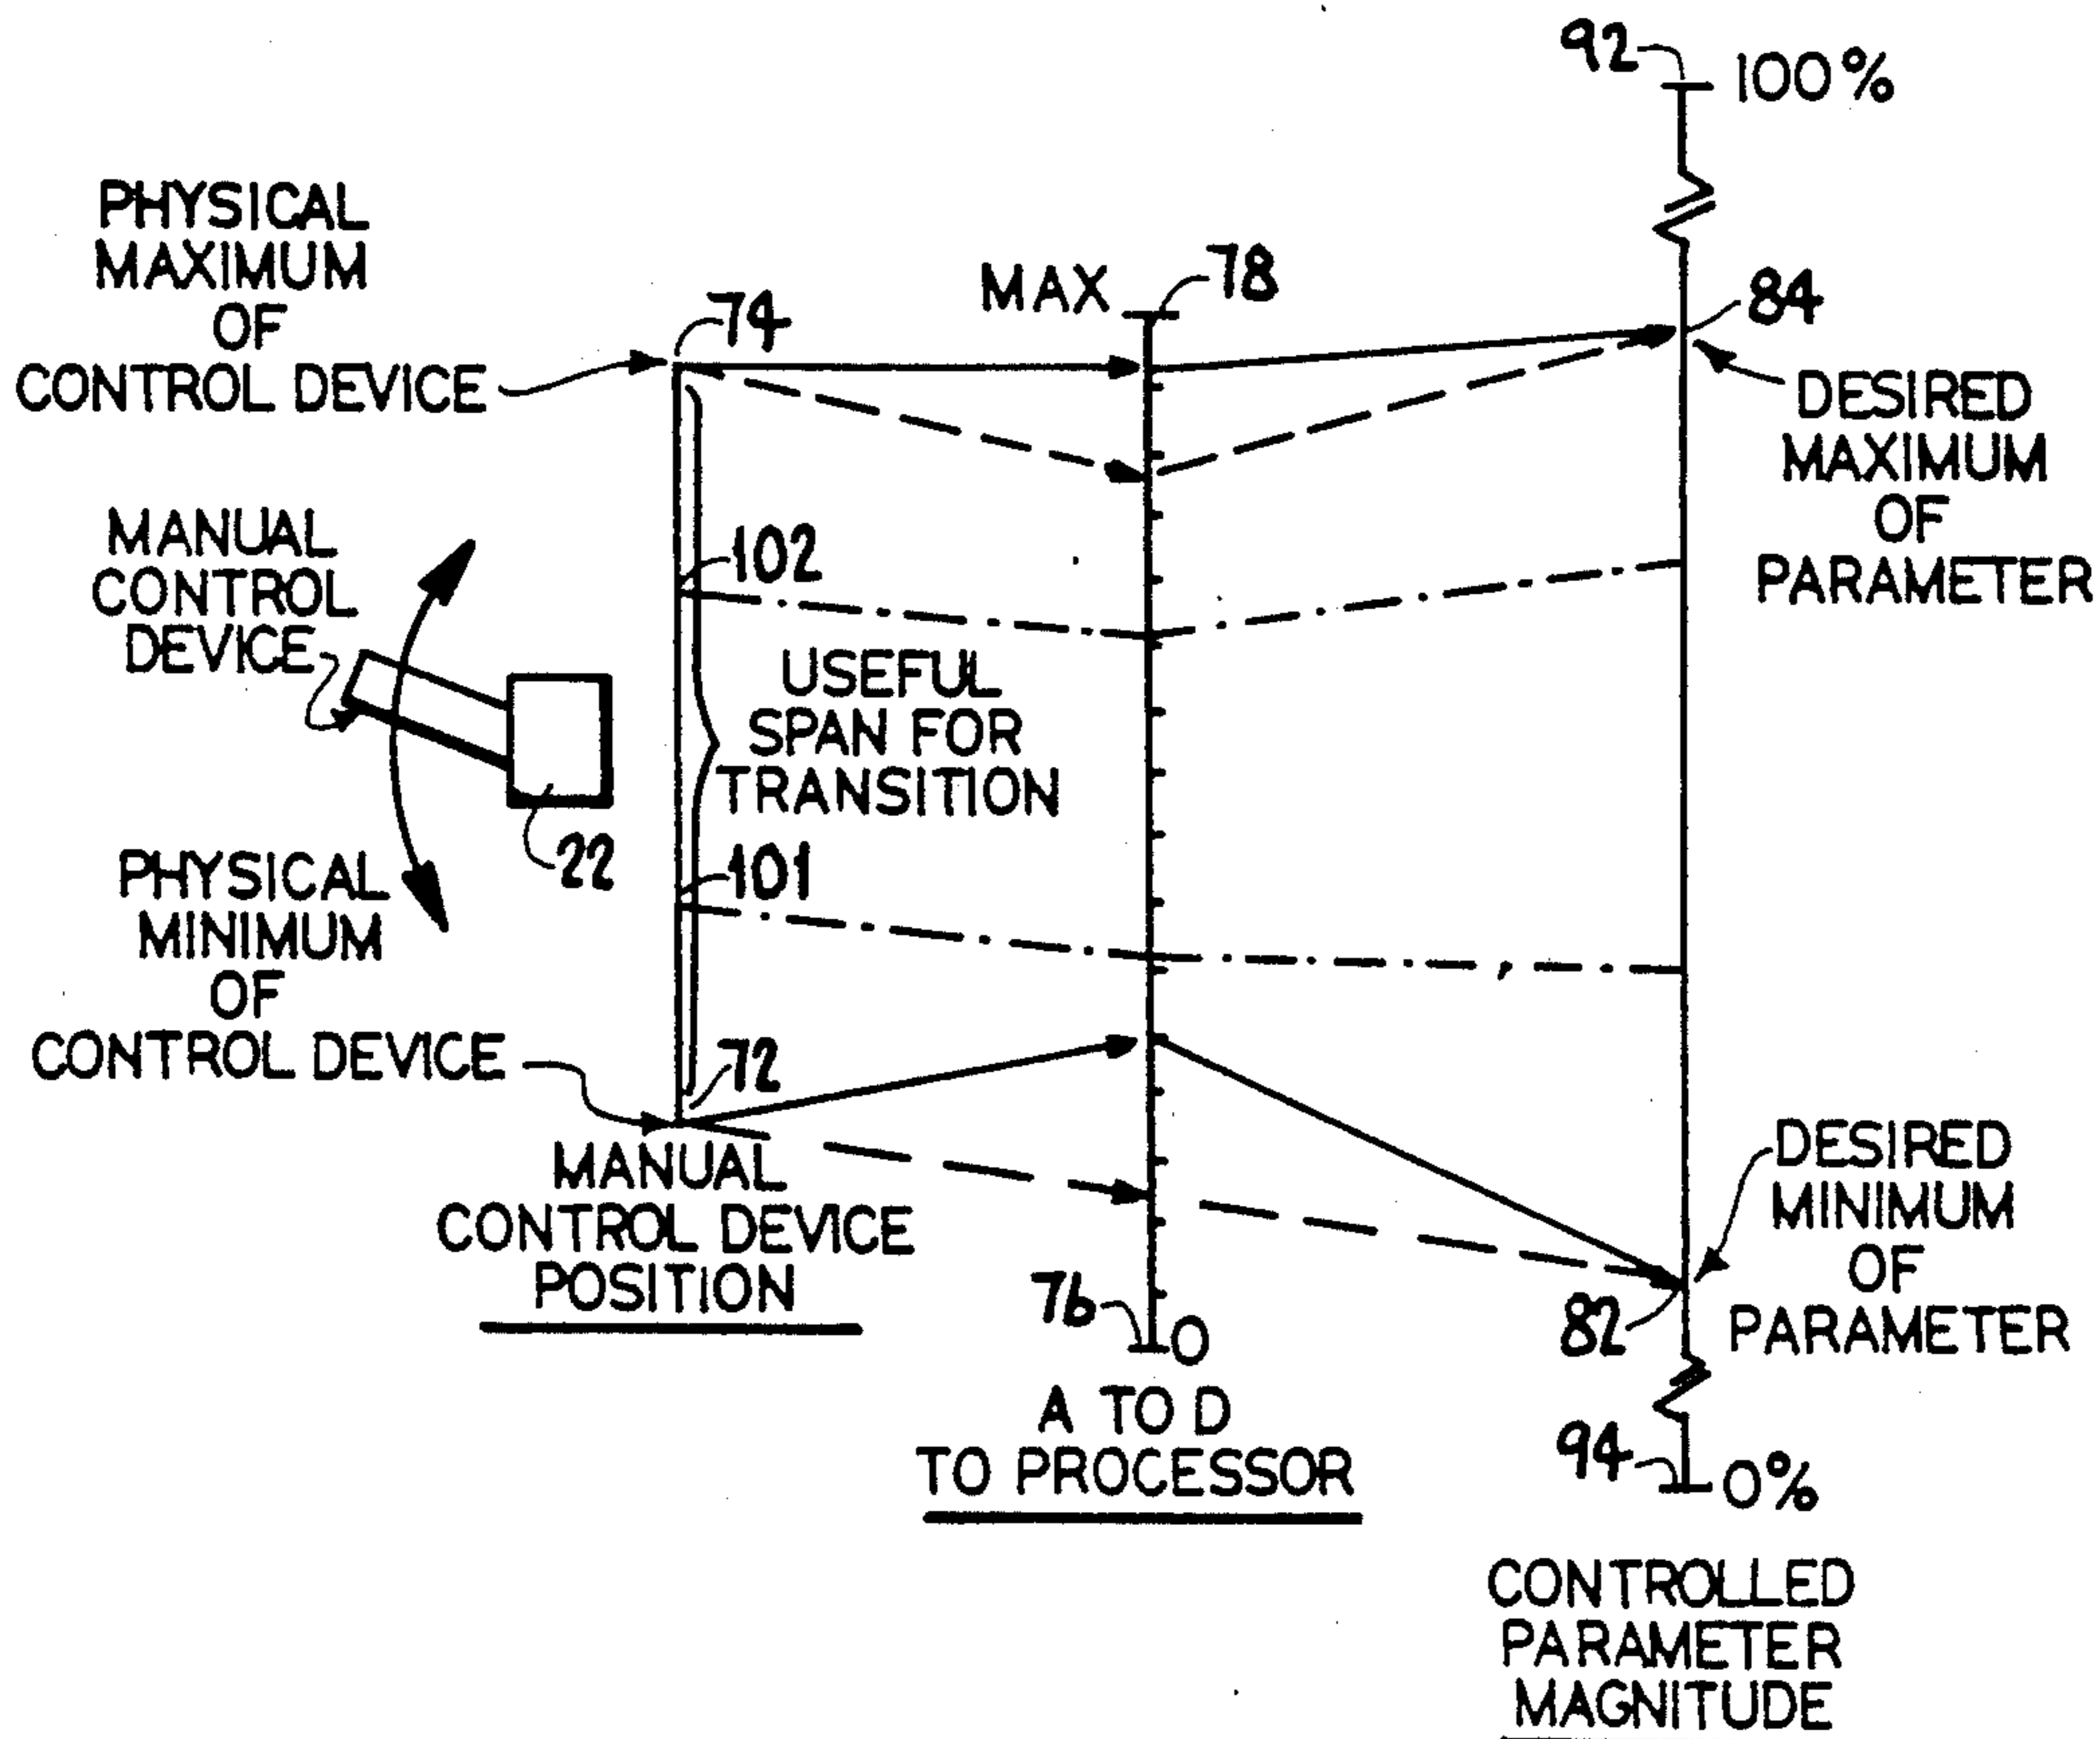 92
100%
PHYSICAL
MAXIMUM
OF
CONTROL DEVICE
74
MAX
78
84
DESIRED
MAXIMUM
OF
PARAMETER
MANUAL
CONTROL
DEVICE
102
USEFUL
SPAN FOR
TRANSITION
22
101
PHYSICAL
MINIMUM
OF
CONTROL DEVICE
72
MANUAL
CONTROL DEVICE
POSITION
76
0
A TO D
TO PROCESSOR
DESIRED
MINIMUM
OF
PARAMETER
82
94
0%
CONTROLLED
PARAMETER
MAGNITUDE